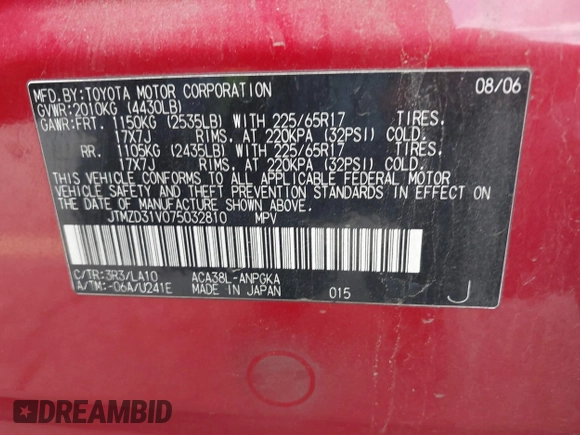 MFD.BY:TOYOTA MOTOR CORPORATION 08/06
GVWR:2010KG (4430LB)
GAWR:FRT. 1150KG (2535LB) WITH 225/65R17 TIRES.
17X7J RIMS. AT 220KPA (32PSI) COLD.
RR. 1105KG (2435LB) WITH 225/65R17 TIRES.
17X7J RIMS. AT 220KPA (32PSI) COLD.
THIS VEHICLE CONFORMS TO ALL APPLICABLE FEDERAL MOTOR
VEHICLE SAFETY AND THEFT PREVENTION STANDARDS IN EFFECT ON
THE DATE OF MANUFACTURE SHOWN ABOVE.
JTMZD31V075032810 MPV
C/TR:3R3/LA10 ACA38L-ANPGKA
A/TM:-06A/U241E MADE IN JAPAN 015 J
DREAMBID